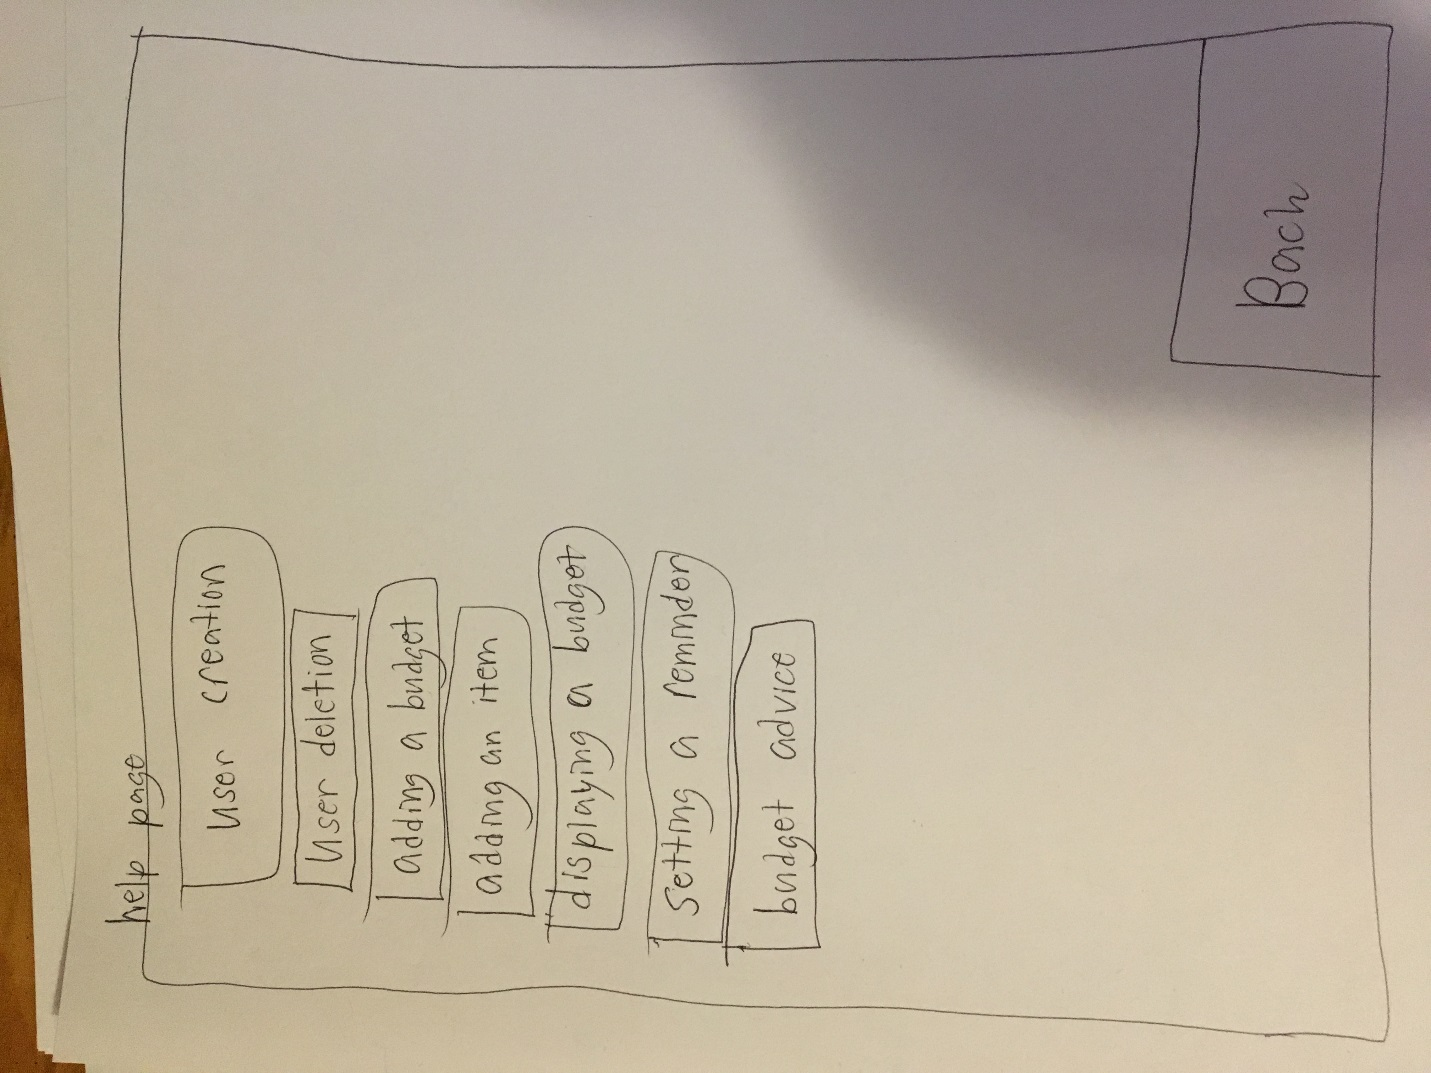 help page
user creation
user deletion
adding a budget
adding an item
displaying a budget
setting a reminder
budget advice
Back